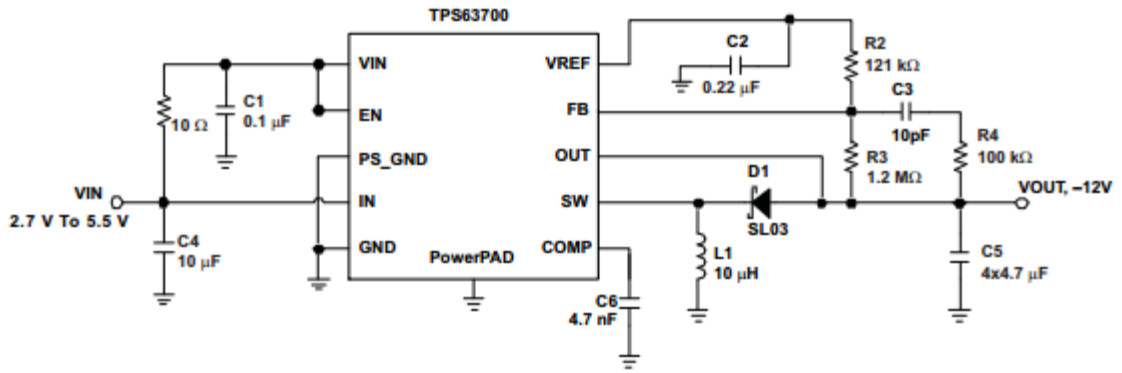 TPS63700
VIN
EN
PS_GND
IN
GND
VREF
FB
OUT
SW
COMP
PowerPAD
10 Ω
C1
0.1 µF
VIN
2.7 V To 5.5 V
C4
10 µF
C2
0.22 µF
R2
121 kΩ
C3
10pF
R4
100 kΩ
R3
1.2 MΩ
D1
SL03
VOUT, –12V
L1
10 µH
C5
4x4.7 µF
C6
4.7 nF